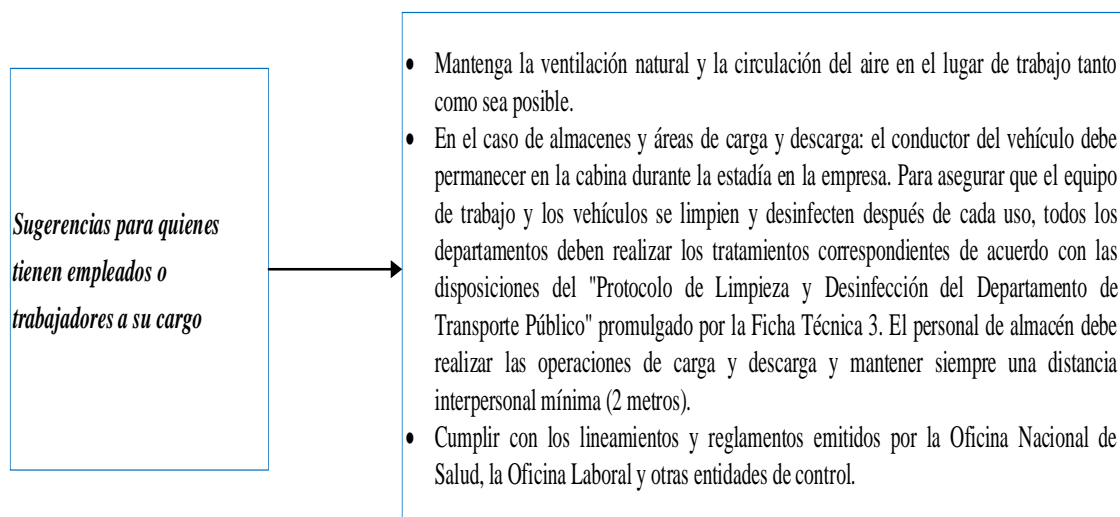 Sugerencias para quienes
tienen empleados o
trabajadores a su cargo
• Mantenga la ventilación natural y la circulación del aire en el lugar de trabajo tanto
como sea posible.
• En el caso de almacenes y áreas de carga y descarga: el conductor del vehículo debe
permanecer en la cabina durante la estadía en la empresa. Para asegurar que el equipo
de trabajo y los vehículos se limpien y desinfecten después de cada uso, todos los
departamentos deben realizar los tratamientos correspondientes de acuerdo con las
disposiciones del "Protocolo de Limpieza y Desinfección del Departamento de
Transporte Público" promulgado por la Ficha Técnica 3. El personal de almacén debe
realizar las operaciones de carga y descarga y mantener siempre una distancia
interpersonal mínima (2 metros).
• Cumplir con los lineamientos y reglamentos emitidos por la Oficina Nacional de
Salud, la Oficina Laboral y otras entidades de control.